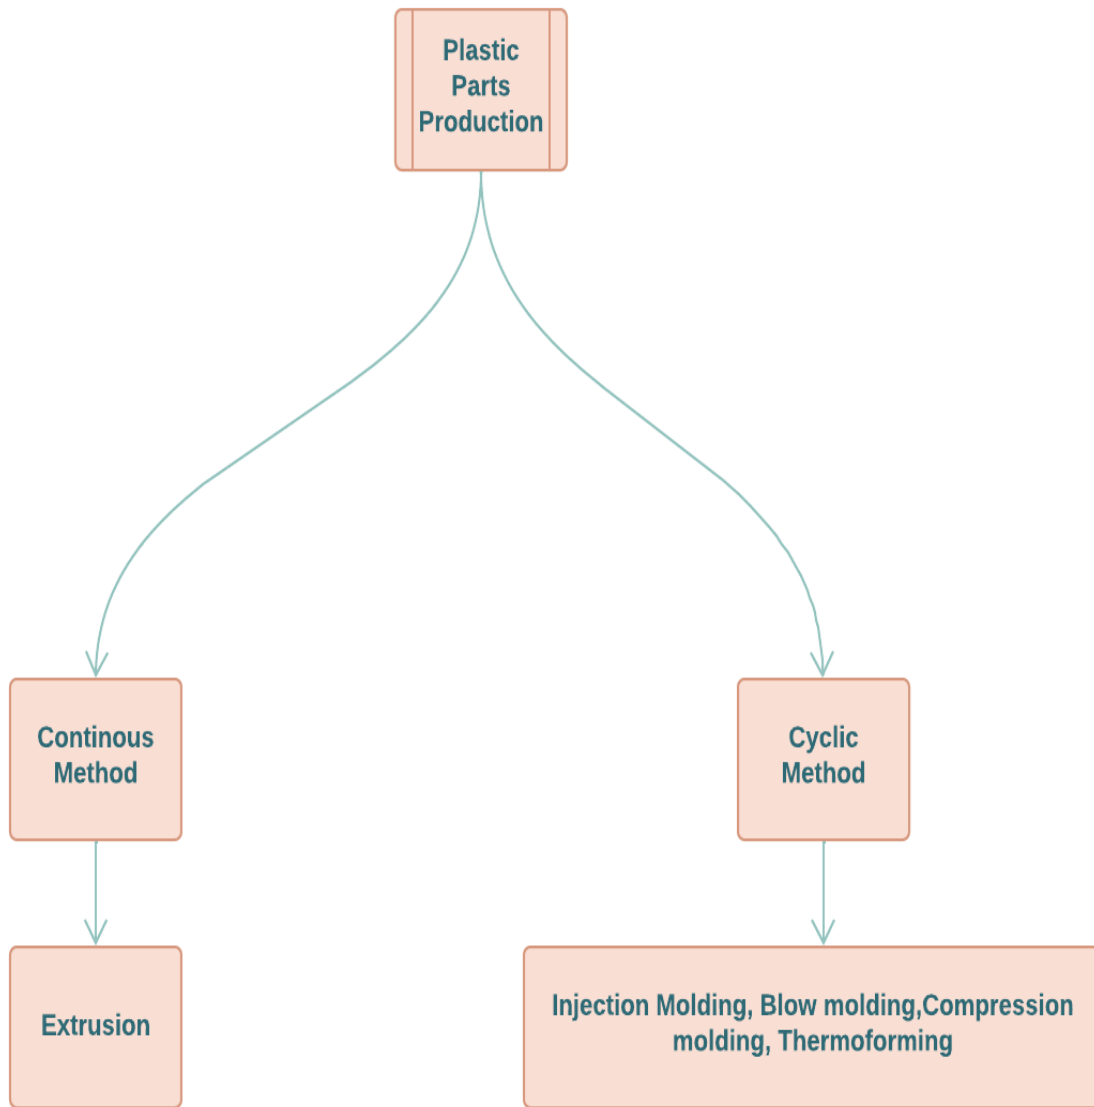 Plastic
Parts
Production
Continous
Method
Cyclic
Method
Extrusion
Injection Molding, Blow molding,Compression
molding, Thermoforming